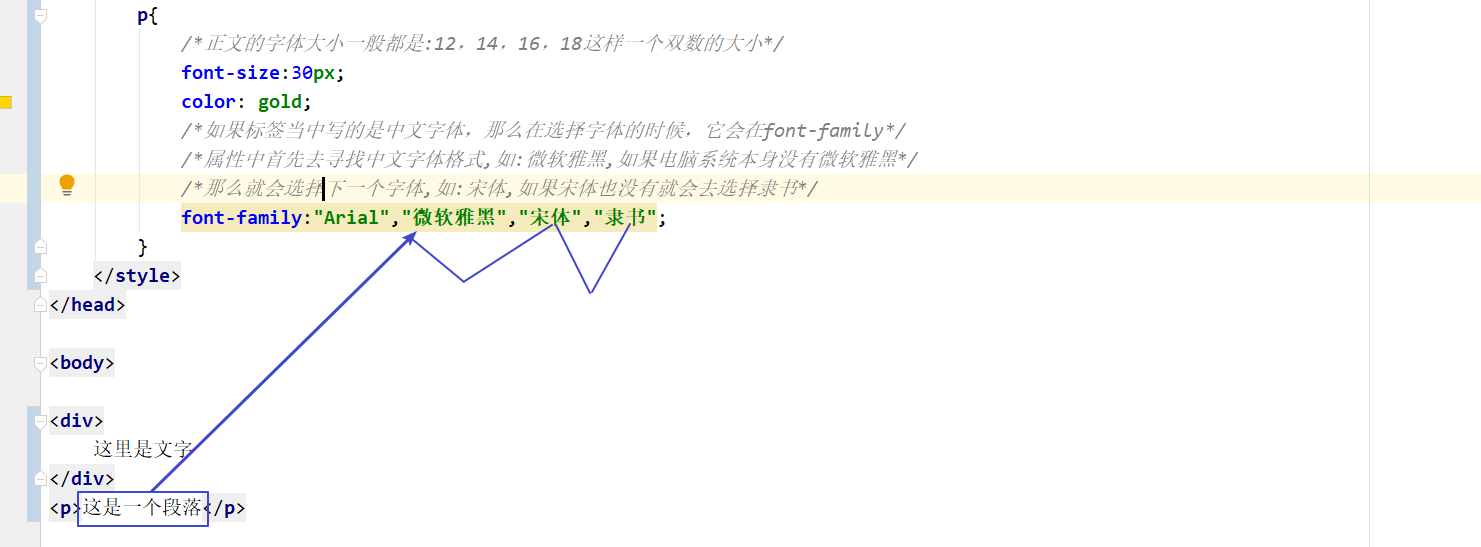 p{
/*正文的字体大小一般都是:12．14．16．18这样一个双数的大小*/
font-size:30px;
color: gold;
/*如果标签当中写的是中文字体，那么在选择字体的时候，它会在font-family*/
/*属性中首先去寻找中文字体格式,如:微软雅黑,如果电脑系统本身没有微软雅黑*/
/*那么就会选择下一个字体,如:宋体,如果宋体也没有就会去选择隶书*/
font-family:"Arial","微软雅黑","宋体","隶书";
}
</style>
</head>
<body>
<div>
这里是文字
</div>
<p>这是一个段落</p>